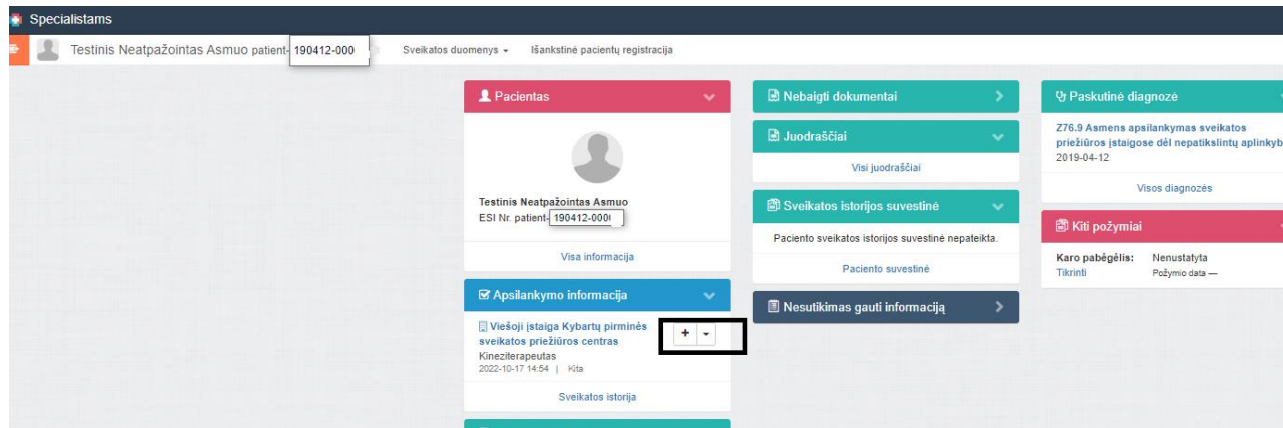 Specialistams
Testinis Neatpažointas Asmuo patient- 190412-000
Sveikatos duomenys
Išankstinė pacientų registracija
Pacientas
Testinis Neatpažointas Asmuo
ESI Nr. patient- 190412-000
Visa informacija
Apsilankymo informacija
Viešoji įstaiga Kybartų pirminės
sveikatos priežiūros centras
+
Kineziterapeutas
2022-10-17 14:54 | Kita
Sveikatos istorija
Nebaigti dokumentai
Juodraščiai
Visi juodraščiai
Sveikatos istorijos suvestinė
Paciento sveikatos istorijos suvestinė nepateikta.
Paciento suvestinė
Nesutikimas gauti informaciją
Paskutinė diagnozė
Z76.9 Asmens apsilankymas sveikatos
priežiūros įstaigose dėl nepatikslintų aplinkyb
2019-04-12
Visos diagnozės
Kiti požymiai
Karo pabėgėlis: Nenustatyta
Tikrinti Požymio data —